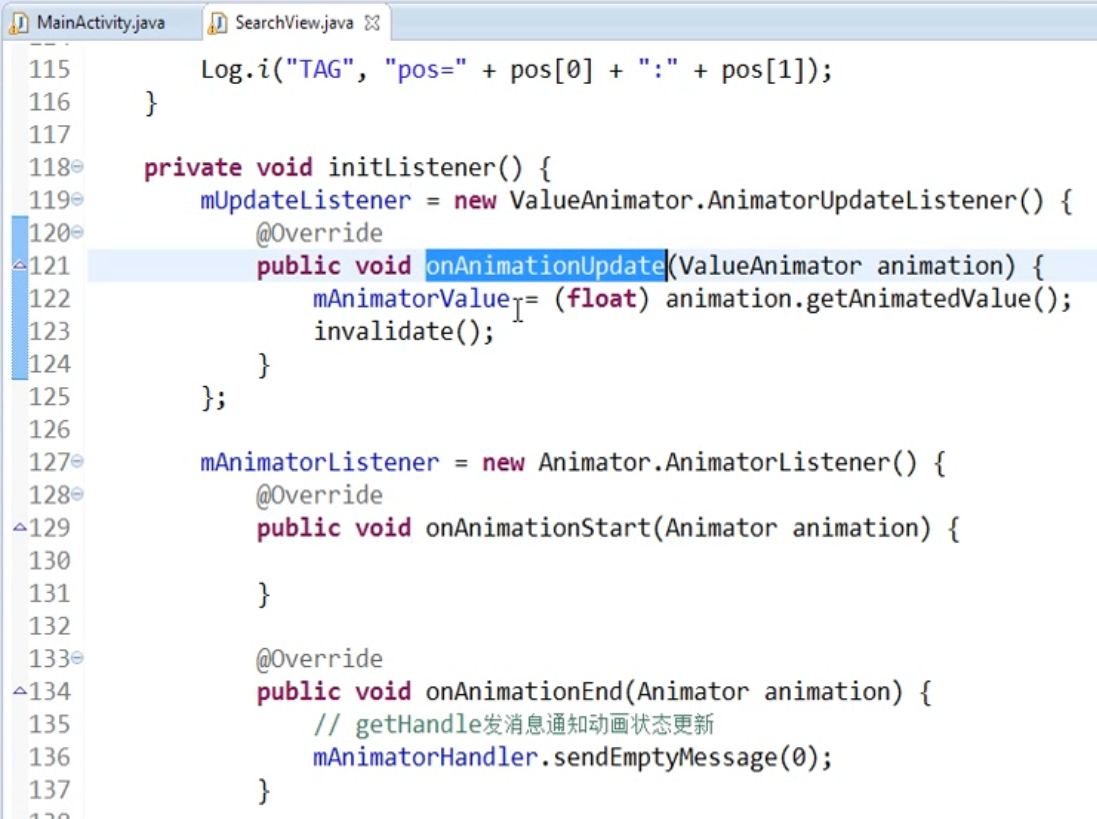 MainActivity.java SearchView.java
115 Log.i("TAG", "pos=" + pos[0] + ":" + pos[1]);
116 }
117
118 private void initListener() {
119 mUpdateListener = new ValueAnimator.AnimatorUpdateListener() {
120 @Override
121 public void onAnimationUpdate(ValueAnimator animation) {
122 mAnimatorValue = (float) animation.getAnimatedValue();
123 invalidate();
124 }
125 };
126
127 mAnimatorListener = new Animator.AnimatorListener() {
128 @Override
129 public void onAnimationStart(Animator animation) {
130
131 }
132
133 @Override
134 public void onAnimationEnd(Animator animation) {
135 // getHandle发消息通知动画状态更新
136 mAnimatorHandler.sendEmptyMessage(0);
137 }